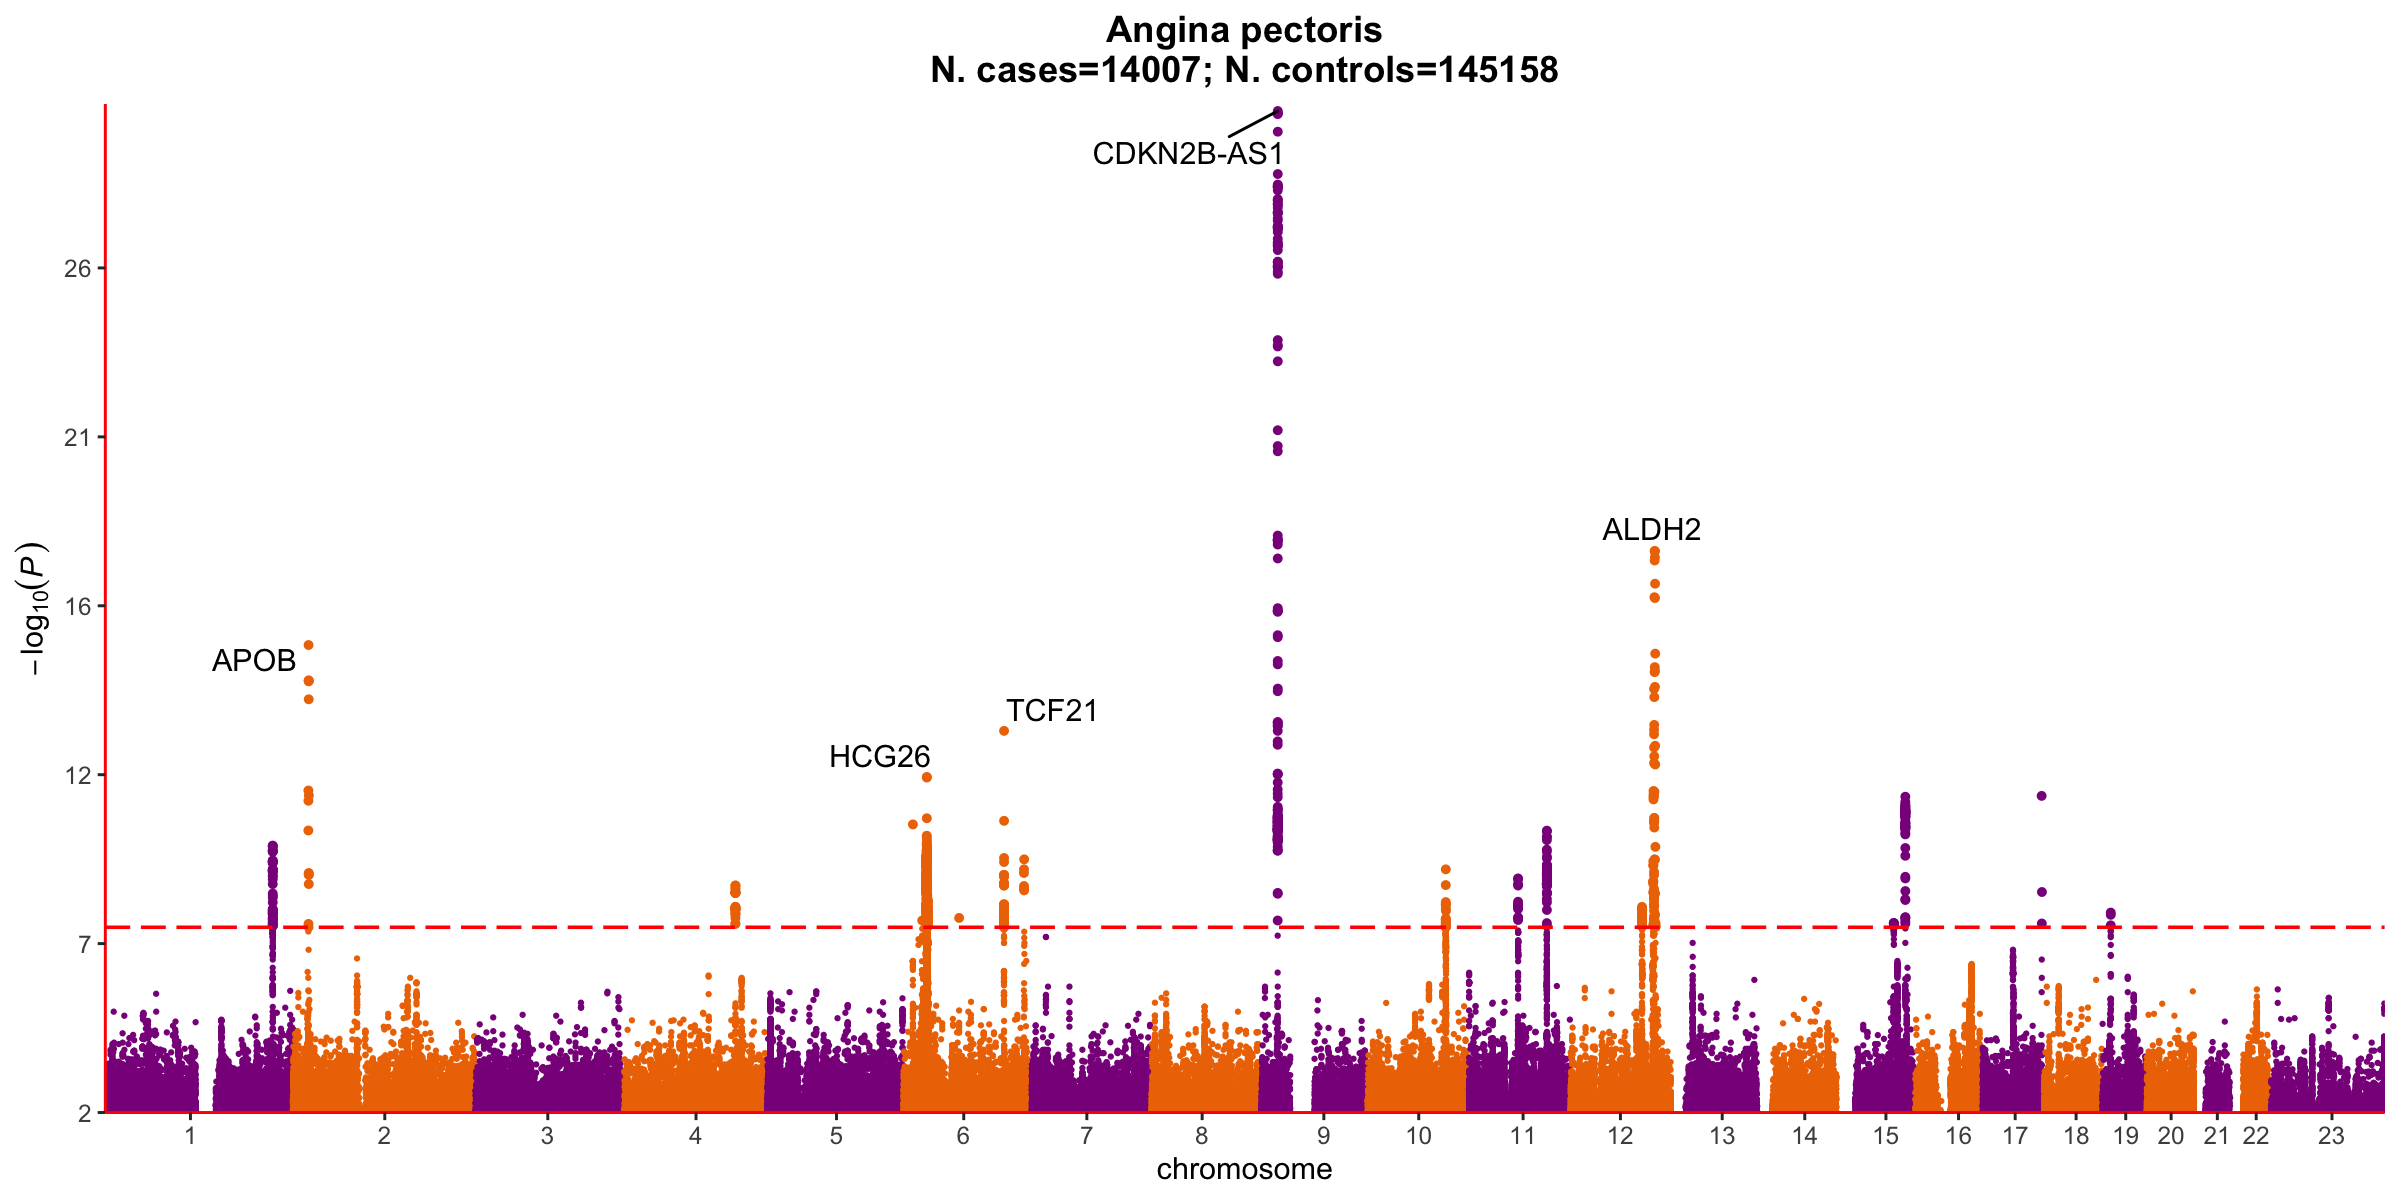 Angina pectoris
N. cases=14007; N. controls=145158
CDKN2B-AS1
26
21
ALDH2
16
APOB
TCF21
HCG26
12
7
2
−log10(P)
1 2 3 4 5 6 7 8 9 10 11 12 13 14 15 16 17 18 19 20 21 22 23
chromosome